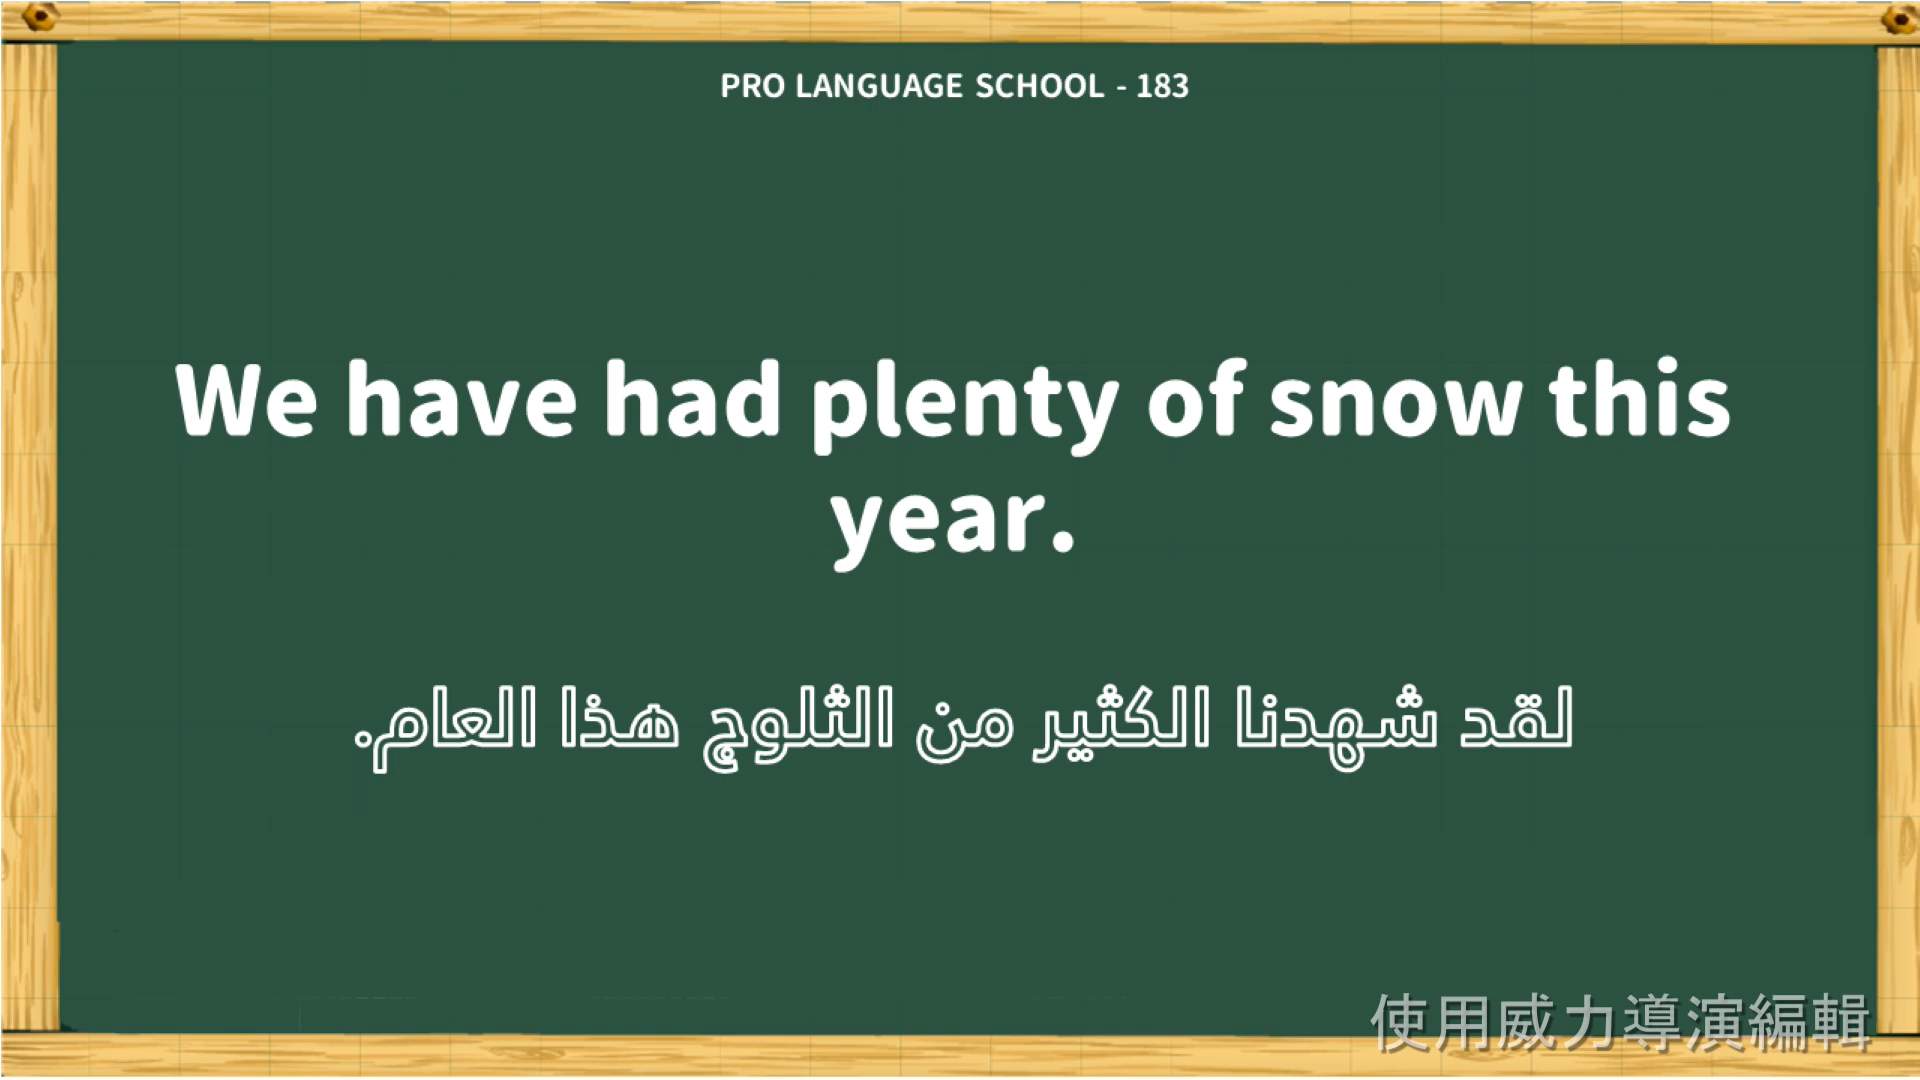 PRO LANGUAGE SCHOOL - 183
We have had plenty of snow this
year.
لقد شهدنا الكثير من الثلوج هذا العام.
使用威力導演編輯